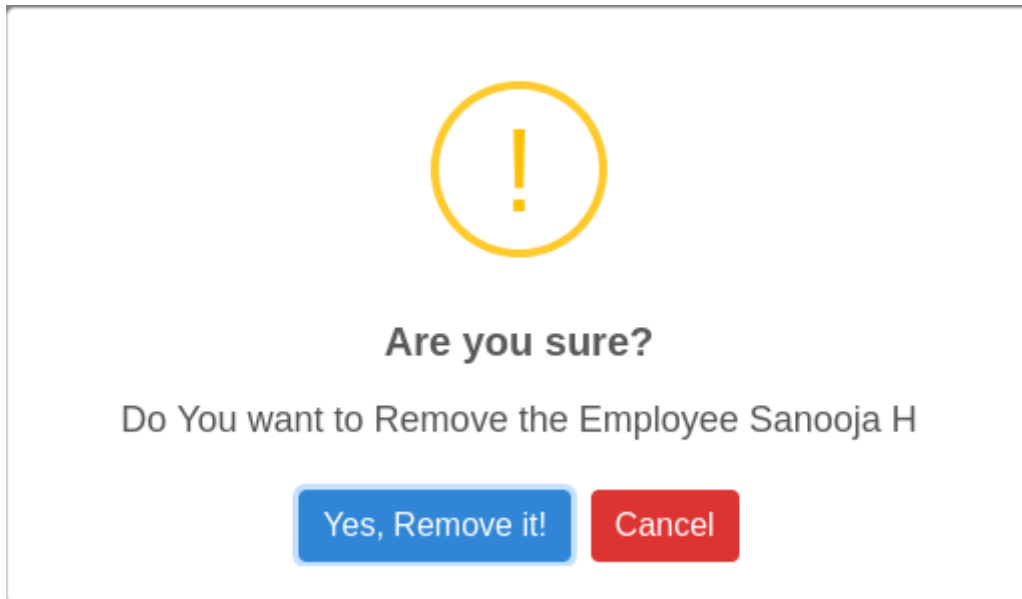 !
Are you sure?
Do You want to Remove the Employee Sanooja H
Yes, Remove it! Cancel